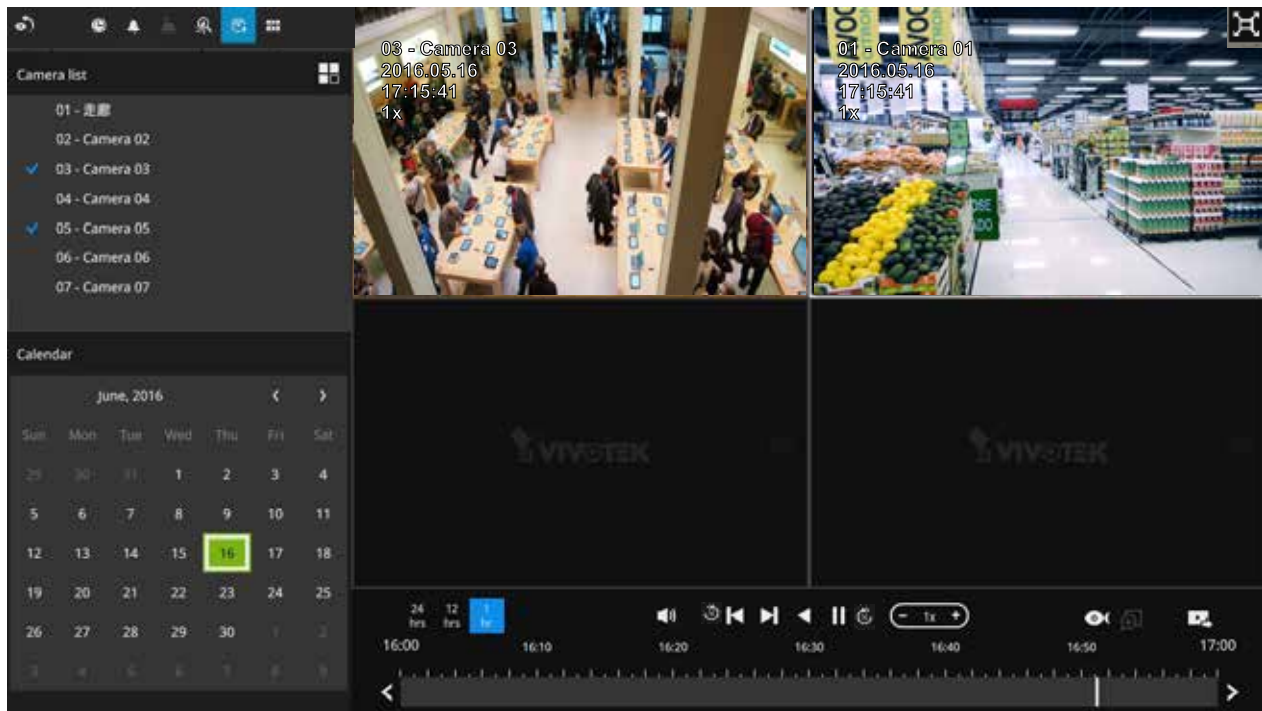 Camera list
01 - 走廊
02 - Camera 02
03 - Camera 03
04 - Camera 04
05 - Camera 05
06 - Camera 06
07 - Camera 07
Calendar
June, 2016
Sun Mon Tue Wed Thu Fri Sat
29 30 31 1 2 3 4
5 6 7 8 9 10 11
12 13 14 15 16 17 18
19 20 21 22 23 24 25
26 27 28 29 30 1 2
3 4 5 6 7 8 9
03 - Camera 03
2016.05.16
17:15:41
1x
01 - Camera 01
2016.05.16
17:15:41
1x
VIVOTEK
VIVOTEK
24 hrs
12 hrs
1 hr
1x
16:00 16:10 16:20 16:30 16:40 16:50 17:00